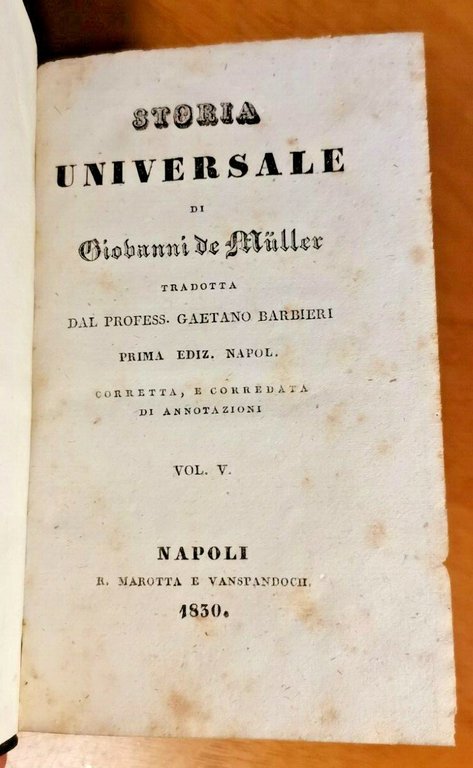 STORIA
UNIVERSALE
DI
Giovanni de Müller
TRADOTTA
DAL PROFESS. GAETANO BARBIERI
PRIMA EDIZ. NAPOL.
CORRETTA, E CORREDATA
DI ANNOTAZIONI
VOL. V.
NAPOLI
R. MAROTTA E VANSPANDOCH.
1830.